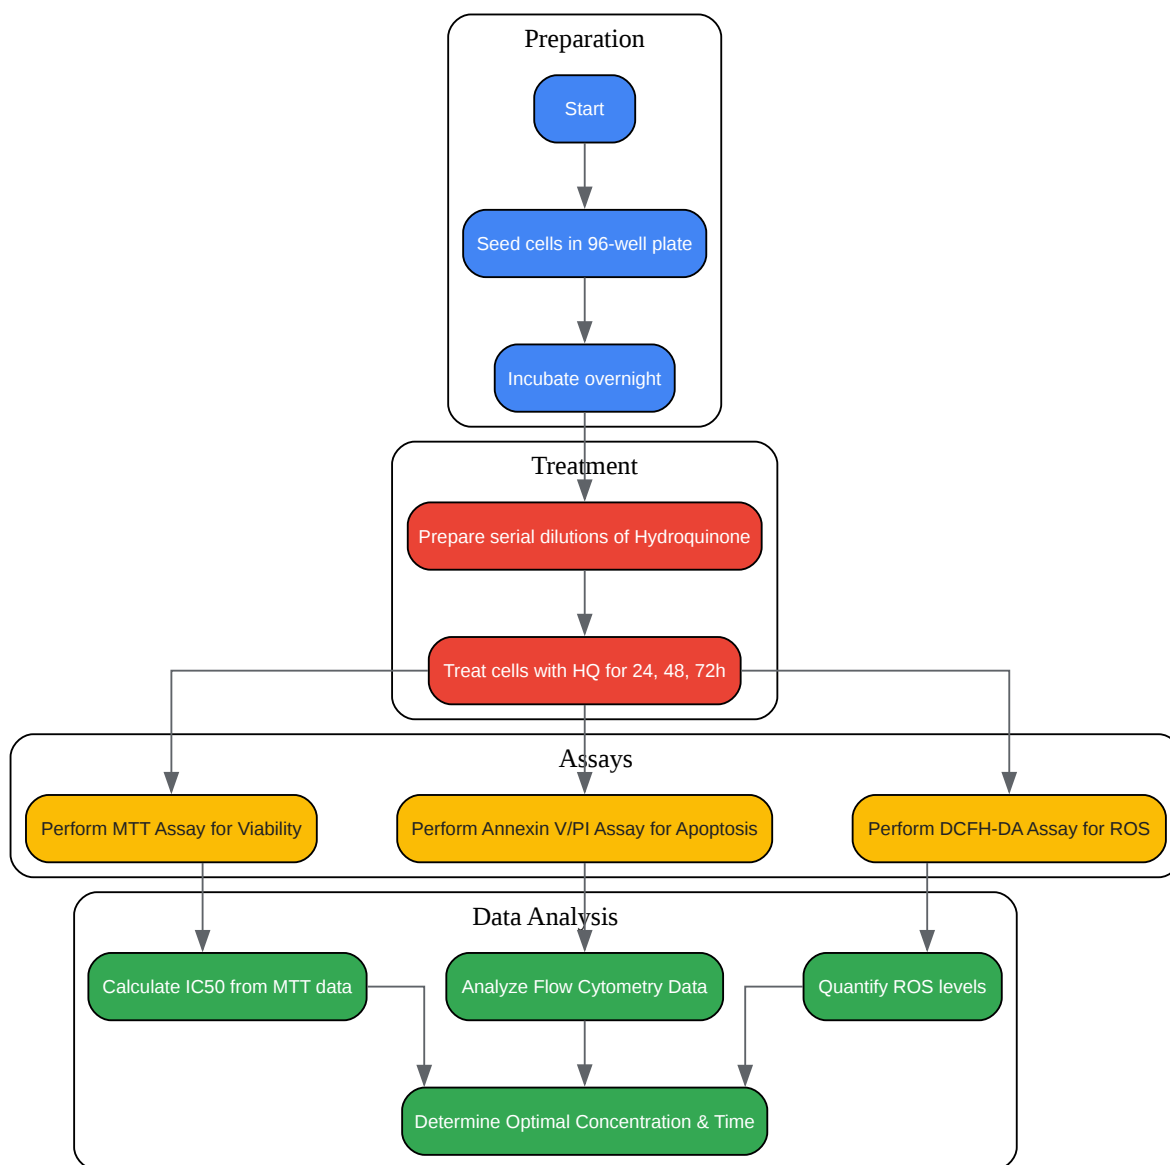 Preparation
Start
Seed cells in 96-well plate
Incubate overnight
Treatment
Prepare serial dilutions of Hydroquinone
Treat cells with HQ for 24, 48, 72h
Assays
Perform MTT Assay for Viability
Perform Annexin V/PI Assay for Apoptosis
Perform DCFH-DA Assay for ROS
Data Analysis
Calculate IC50 from MTT data
Analyze Flow Cytometry Data
Quantify ROS levels
Determine Optimal Concentration & Time